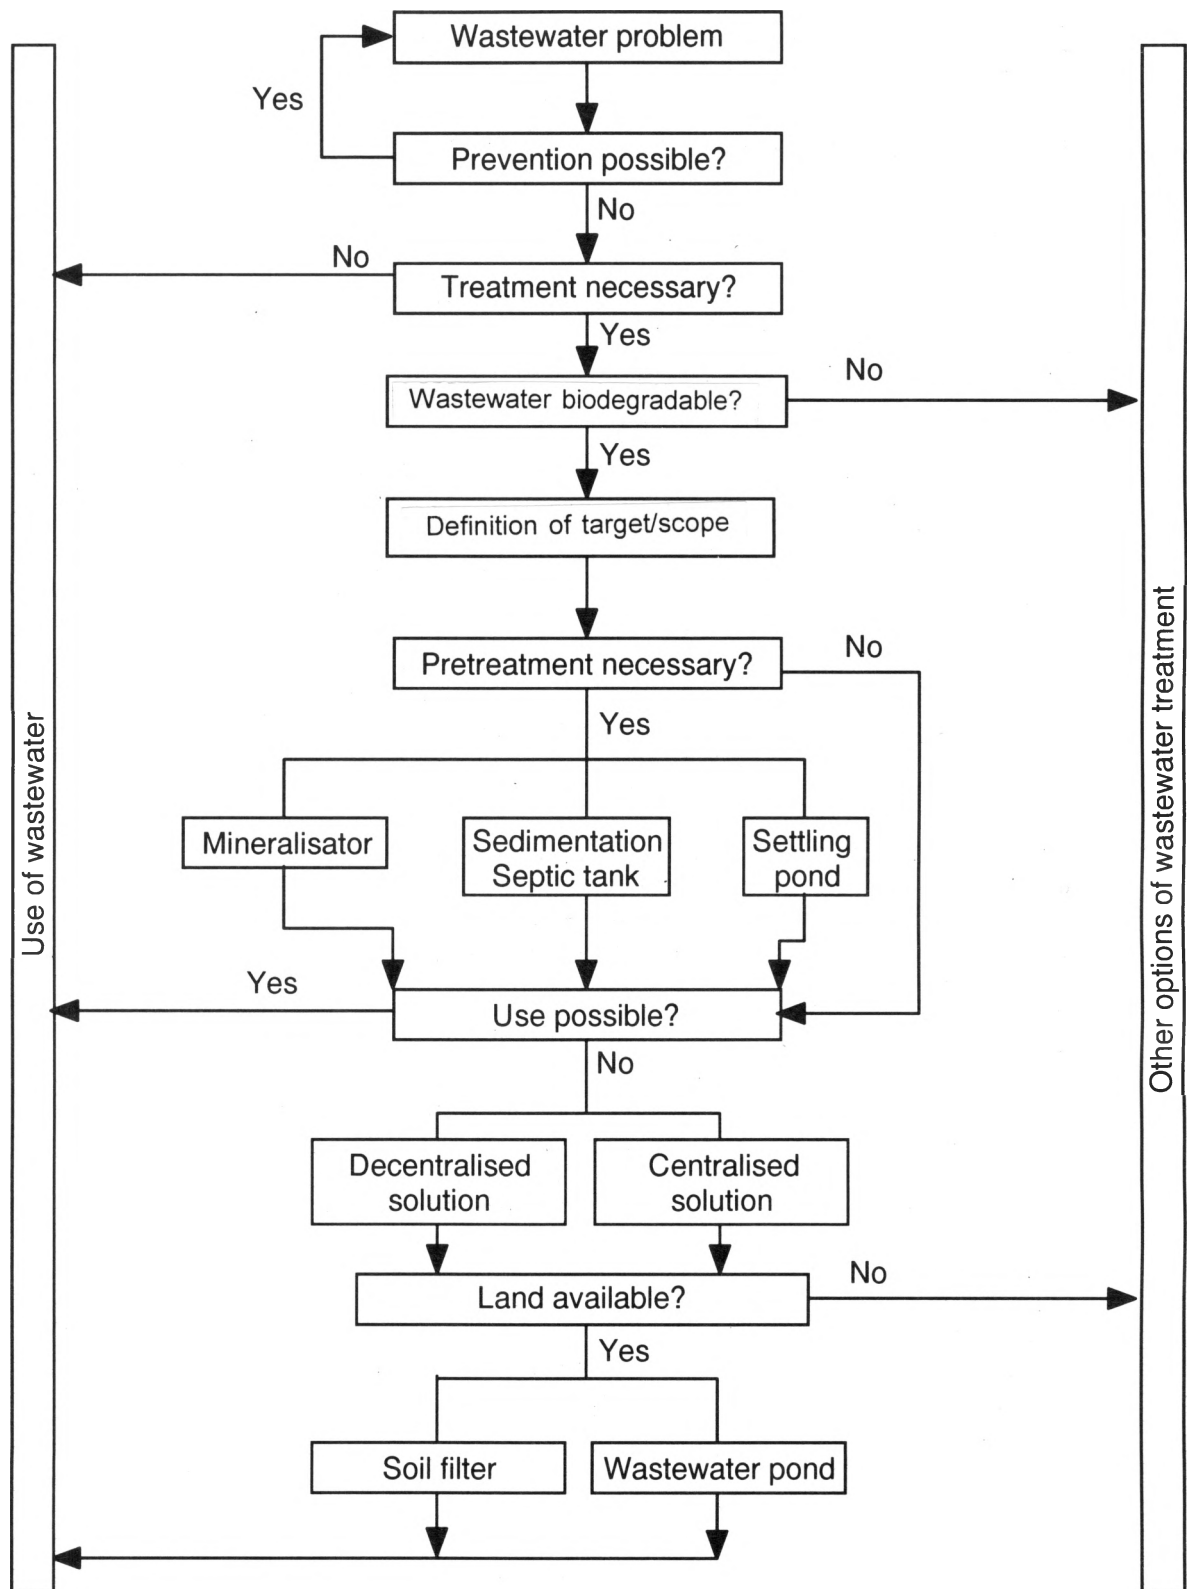 Wastewater problem
Yes
Prevention possible?
No
No
Treatment necessary?
Yes
No
Wastewater biodegradable?
Yes
Definition of target/scope
No
Pretreatment necessary?
Yes
Mineralisator
Sedimentation
Septic tank
Settling
pond
Yes
Use possible?
No
Decentralised
solution
Centralised
solution
No
Land available?
Yes
Soil filter
Wastewater pond
Use of wastewater
Other options of wastewater treatment